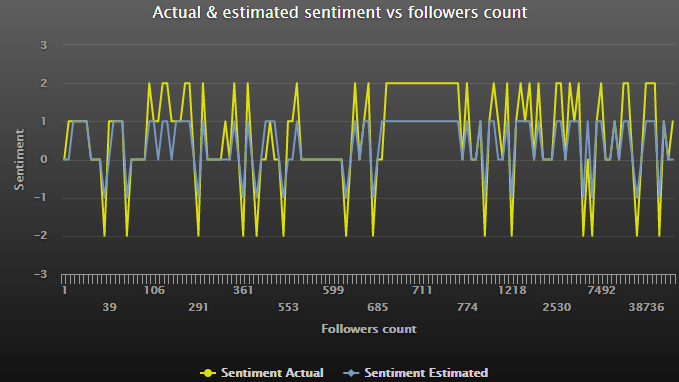 Actual & estimated sentiment vs followers count
3
2
1
0
−1
−2
−3
Sentiment
1 106 291 361 553 599 685 711 774 1218 2530 7492 38736
39
Followers count
Sentiment Actual Sentiment Estimated